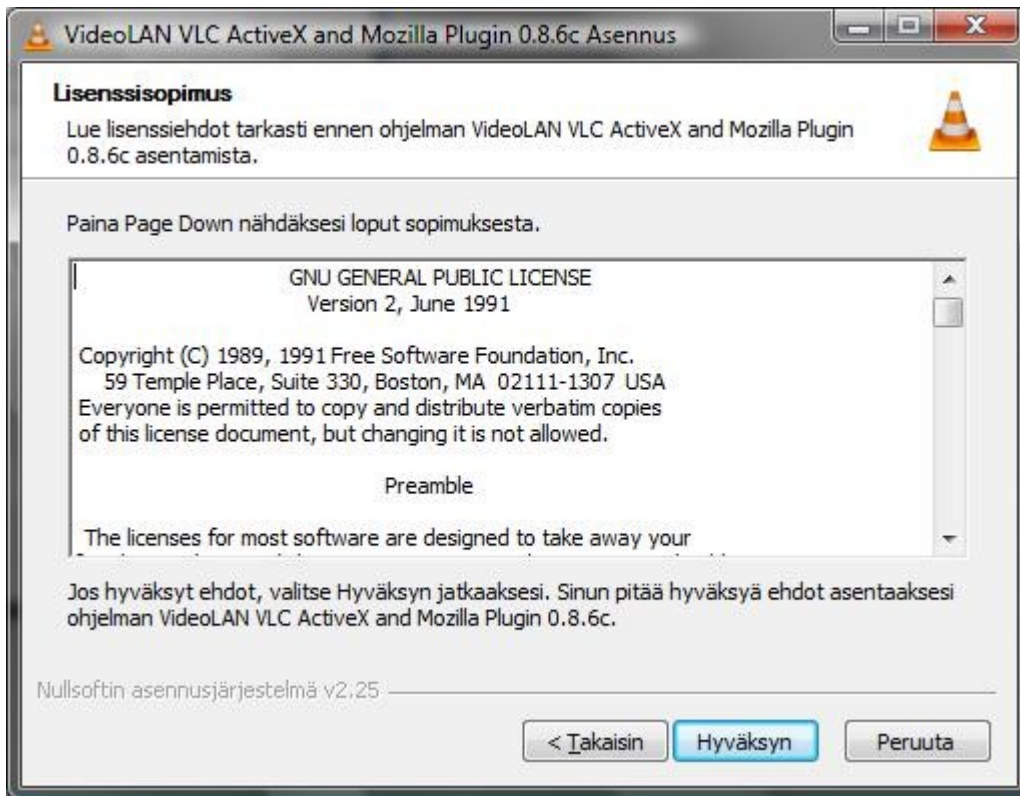 VideoLAN VLC ActiveX and Mozilla Plugin 0.8.6c Asennus
Lisenssisopimus
Lue lisenssiehdot tarkasti ennen ohjelman VideoLAN VLC ActiveX and Mozilla Plugin
0.8.6c asentamista.
Paina Page Down nähdäksesi loput sopimuksesta.
GNU GENERAL PUBLIC LICENSE
Version 2, June 1991
Copyright (C) 1989, 1991 Free Software Foundation, Inc.
59 Temple Place, Suite 330, Boston, MA 02111-1307 USA
Everyone is permitted to copy and distribute verbatim copies
of this license document, but changing it is not allowed.
Preamble
The licenses for most software are designed to take away your
Jos hyväksyt ehdot, valitse Hyväksyn jatkaaksesi. Sinun pitää hyväksyä ehdot asentaaksesi
ohjelman VideoLAN VLC ActiveX and Mozilla Plugin 0.8.6c.
Nullsoftin asennusjärjestelmä v2.25
< Takaisin
Hyväksyn
Peruuta